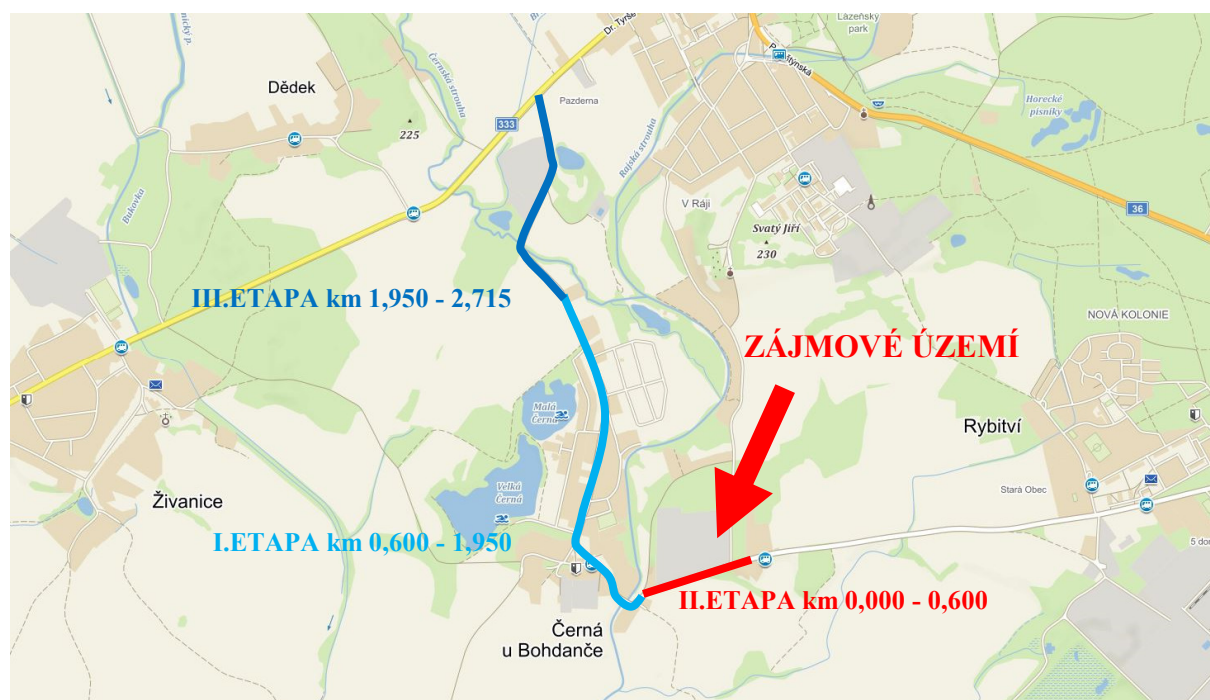 Lázeňský
park
Dr. Tyrše
Černská strouha
Dědek
Pazderna
Horecké
písníky
333
225
Rajská strouha
Bukovka
V Ráji
36
Svatý Jiří
230
III.ETAPA km 1,950 - 2,715
NOVÁ KOLONIE
ZÁJMOVÉ ÚZEMÍ
Malá
Černá
Rybitví
Velká
Černá
Stará Obec
Živanice
I.ETAPA km 0,600 - 1,950
II.ETAPA km 0,000 - 0,600
Černá
u Bohdanče